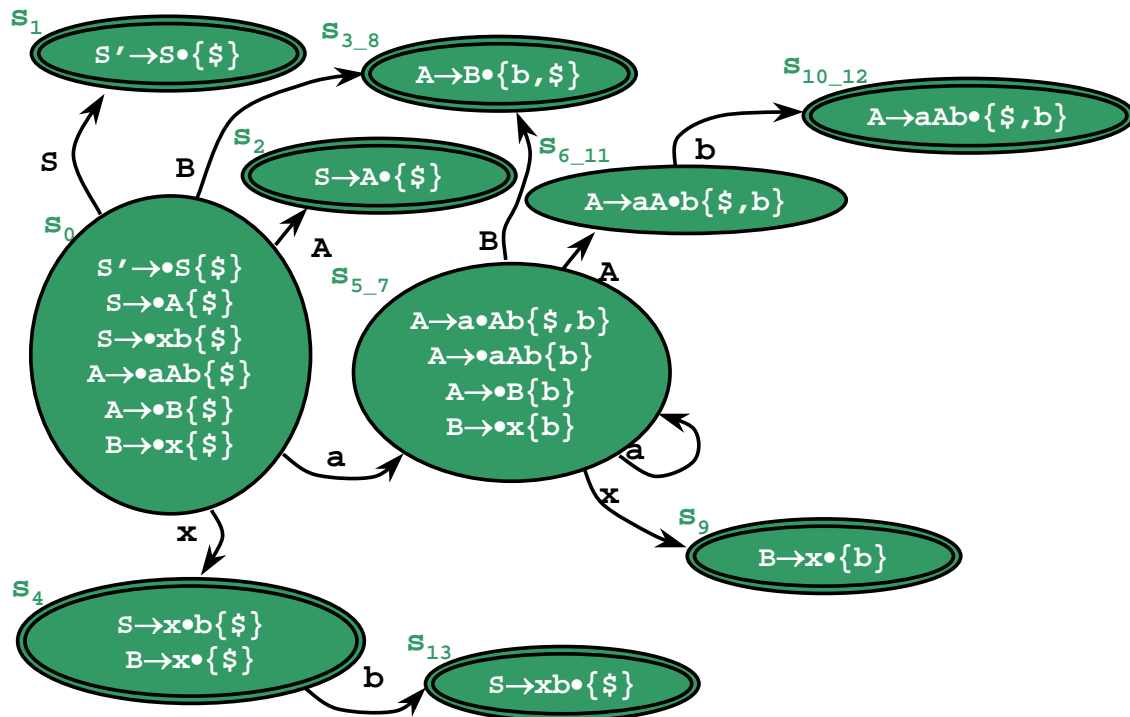 s1
S'→S•{$}
s3_8
A→B•{b,$}
s10_12
A→aAb•{$,b}
S
B
s2
S→A•{$}
s6_11
b
A→aA•b{$,b}
s0
A
S'→•S{$}
S→•A{$}
S→•xb{$}
A→•aAb{$}
A→•B{$}
B→•x{$}
B
A
s5_7
A→a•Ab{$,b}
A→•aAb{b}
A→•B{b}
B→•x{b}
a
a
x
x
s9
B→x•{b}
s4
S→x•b{$}
B→x•{$}
b
s13
S→xb•{$}